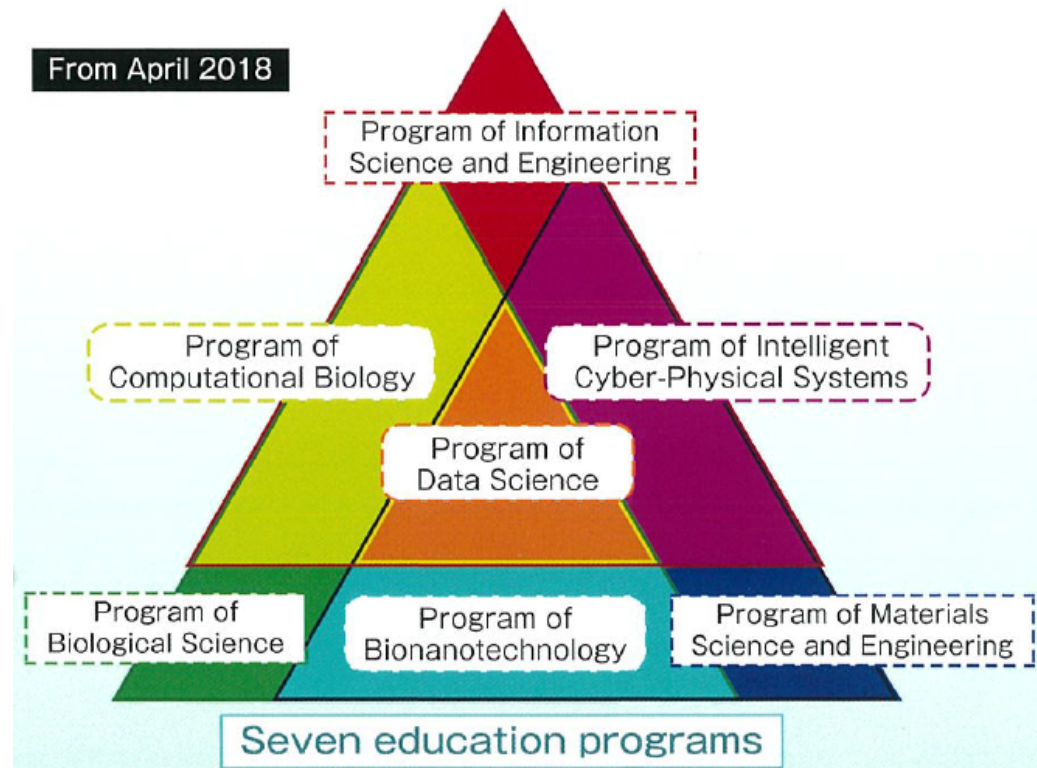 From April 2018
Program of Information
Science and Engineering
Program of
Computational Biology
Program of Intelligent
Cyber-Physical Systems
Program of
Data Science
Program of
Biological Science
Program of
Bionanotechnology
Program of Materials
Science and Engineering
Seven education programs